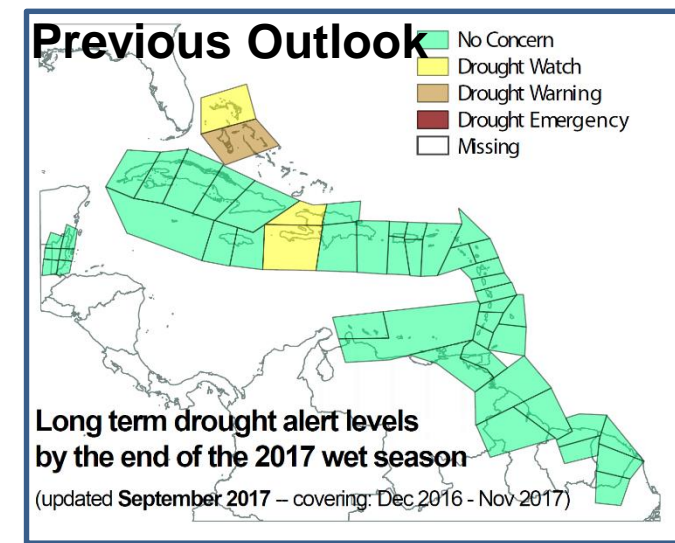 Previous Outlook
No Concern
Drought Watch
Drought Warning
Drought Emergency
Missing
Long term drought alert levels
by the end of the 2017 wet season
(updated September 2017 – covering: Dec 2016 - Nov 2017)